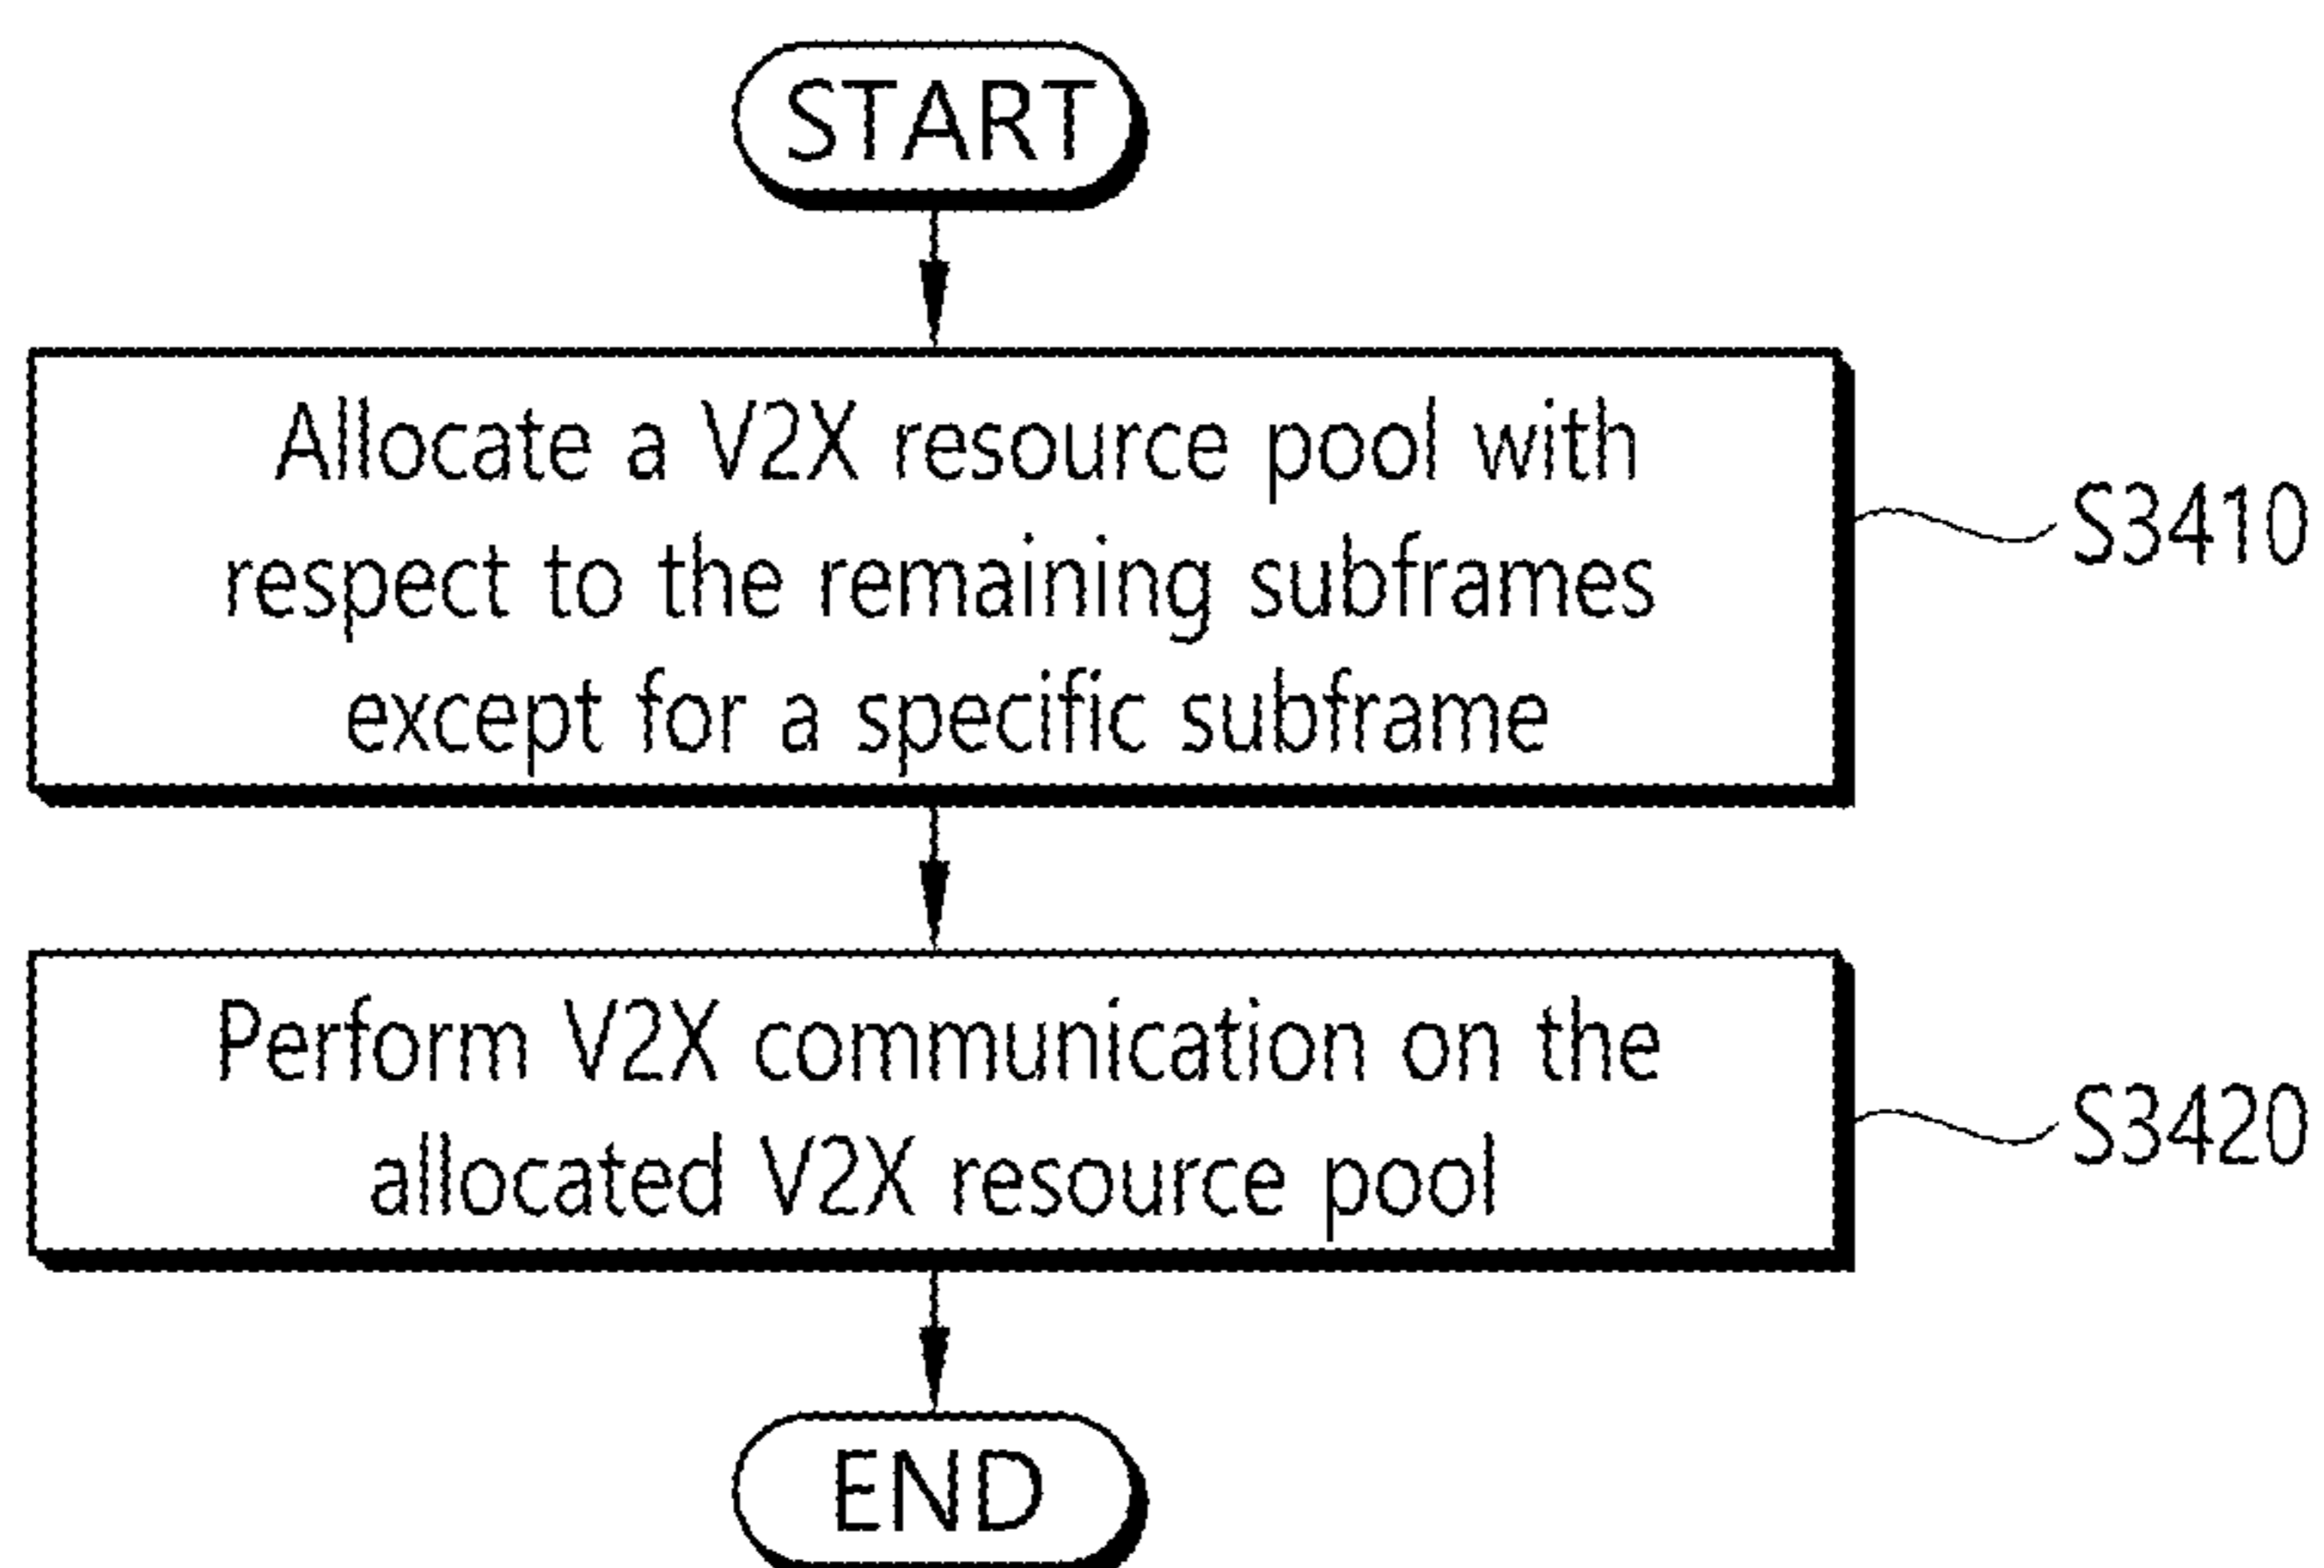 START
Allocate a V2X resource pool with
respect to the remaining subframes
except for a specific subframe
S3410
Perform V2X communication on the
allocated V2X resource pool
S3420
END